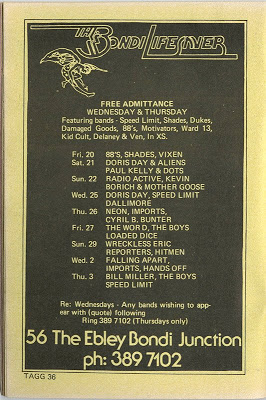 THE BONDI LIFESAVER
FREE ADMITTANCE
WEDNESDAY & THURSDAY
Featuring bands - Speed Limit, Shades, Dukes,
Damaged Goods, 88's, Motivators, Ward 13,
Kid Cult, Delaney & Ven, In XS.
Fri. 20 88'S, SHADES, VIXEN
Sat. 21 DORIS DAY & ALIENS
PAUL KELLY & DOTS
Sun. 22 RADIO ACTIVE, KEVIN
BORICH & MOTHER GOOSE
Wed. 25 DORIS DAY, SPEED LIMIT
DALLIMORE
Thu. 26 NEON, IMPORTS,
CYRIL B. BUNTER
Fri. 27 THE WORD, THE BOYS
LOADED DICE
Sun. 29 WRECKLESS ERIC
REPORTERS, HITMEN
Wed. 2 FALLING APART,
IMPORTS, HANDS OFF
Thu. 3 BILL MILLER, THE BOYS
SPEED LIMIT
Re: Wednesdays - Any bands wishing to app-
ear with (quote) following
Ring 389 7102 (Thursdays only)
56 The Ebley Bondi Junction
ph: 389 7102
TAGG 36